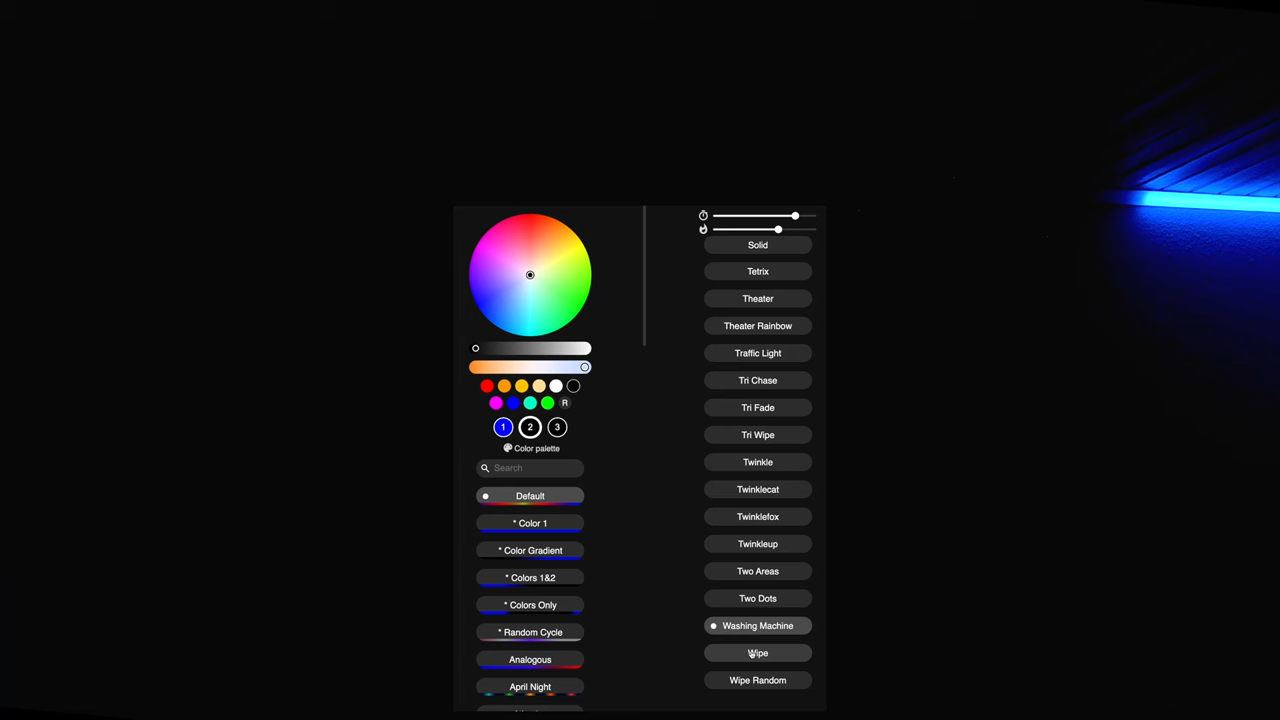 R
1 2 3
Color palette
Search
Default
* Color 1
* Color Gradient
* Colors 1&2
* Colors Only
* Random Cycle
Analogous
April Night
Solid
Tetrix
Theater
Theater Rainbow
Traffic Light
Tri Chase
Tri Fade
Tri Wipe
Twinkle
Twinklecat
Twinklefox
Twinkleup
Two Areas
Two Dots
Washing Machine
Wipe
Wipe Random